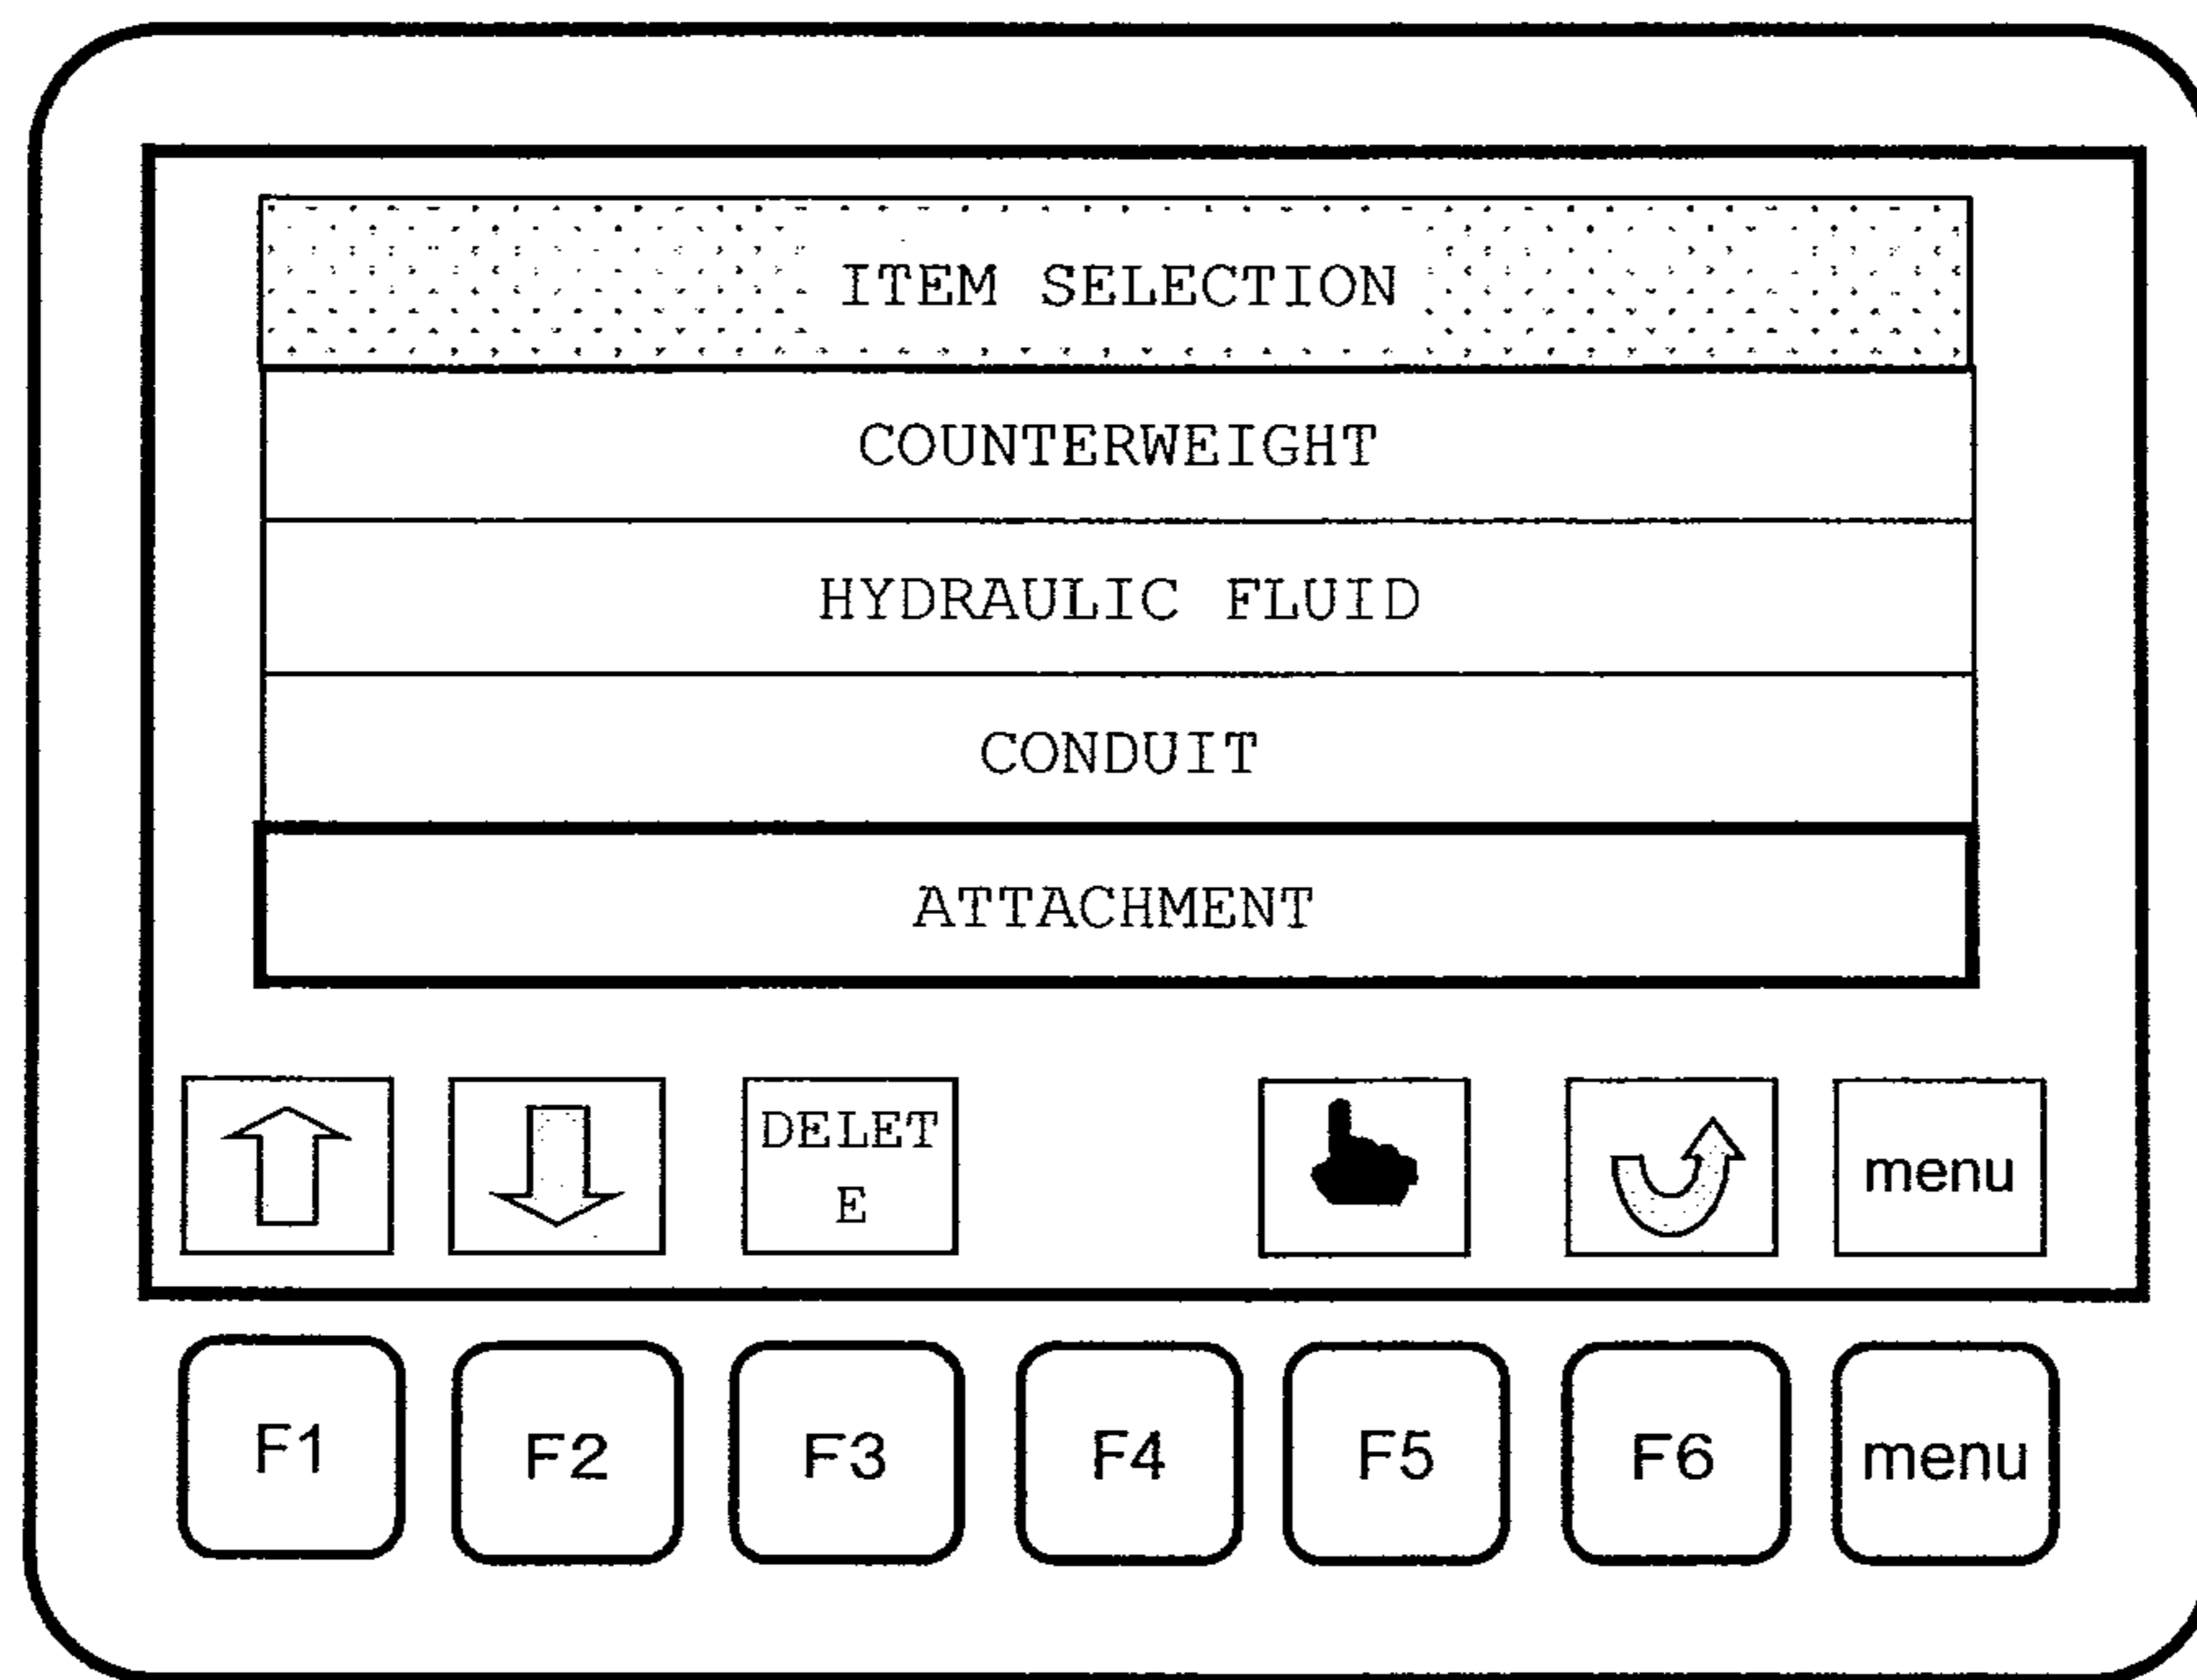 ITEM SELECTION
COUNTERWEIGHT
HYDRAULIC FLUID
CONDUIT
ATTACHMENT
DELET
E
menu
F1 F2 F3 F4 F5 F6 menu